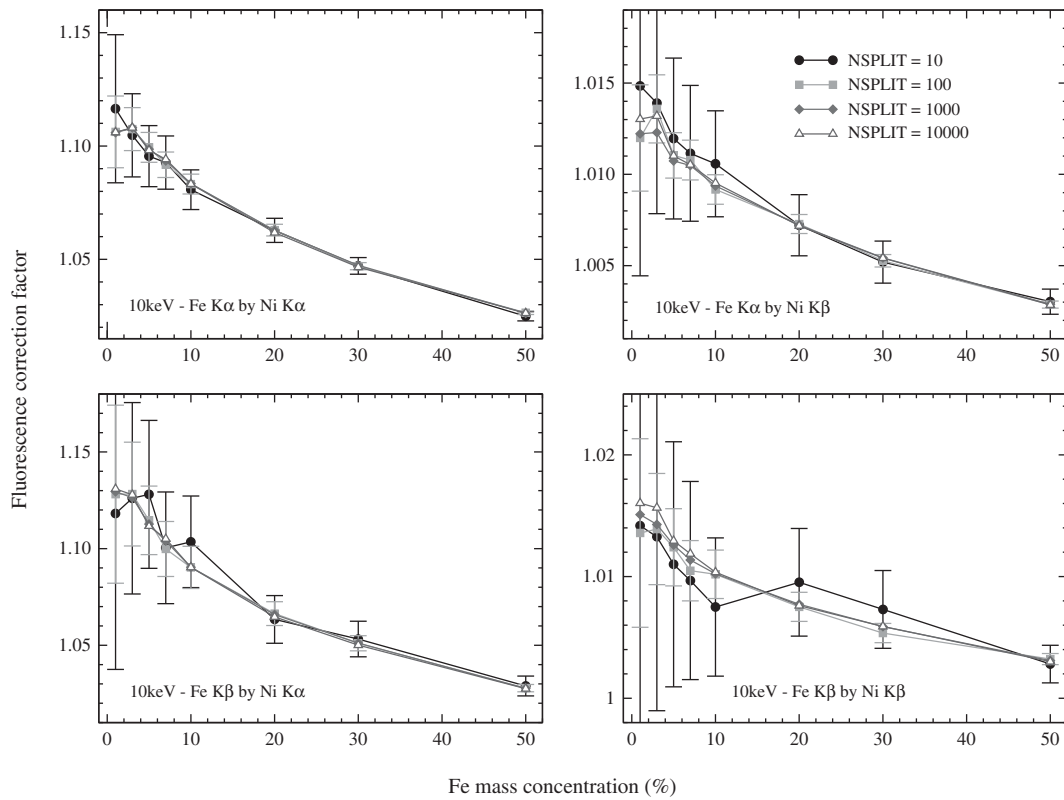 Fluorescence correction factor
1.15
1.10
1.05
10keV - Fe Kα by Ni Kα
0 10 20 30 40 50
1.015
1.010
1.005
NSPLIT = 10
NSPLIT = 100
NSPLIT = 1000
NSPLIT = 10000
10keV - Fe Kα by Ni Kβ
0 10 20 30 40 50
1.15
1.10
1.05
10keV - Fe Kβ by Ni Kα
0 10 20 30 40 50
1.02
1.01
1
10keV - Fe Kβ by Ni Kβ
0 10 20 30 40 50
Fe mass concentration (%)